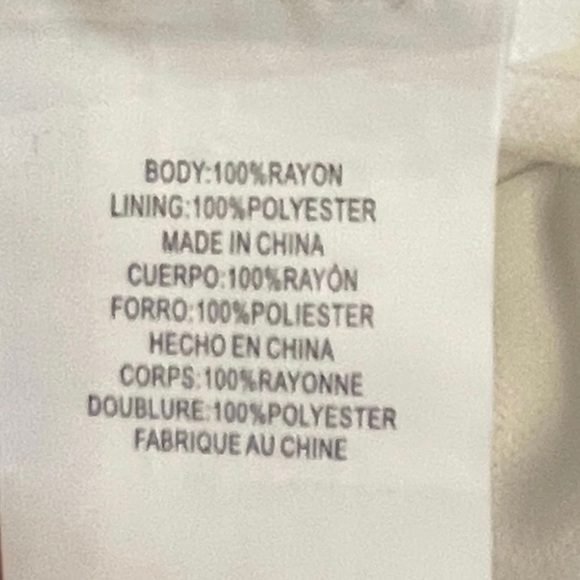 BODY:100%RAYON
LINING:100%POLYESTER
MADE IN CHINA
CUERPO:100%RAYÓN
FORRO:100%POLIESTER
HECHO EN CHINA
CORPS:100%RAYONNE
DOUBLURE:100%POLYESTER
FABRIQUE AU CHINE